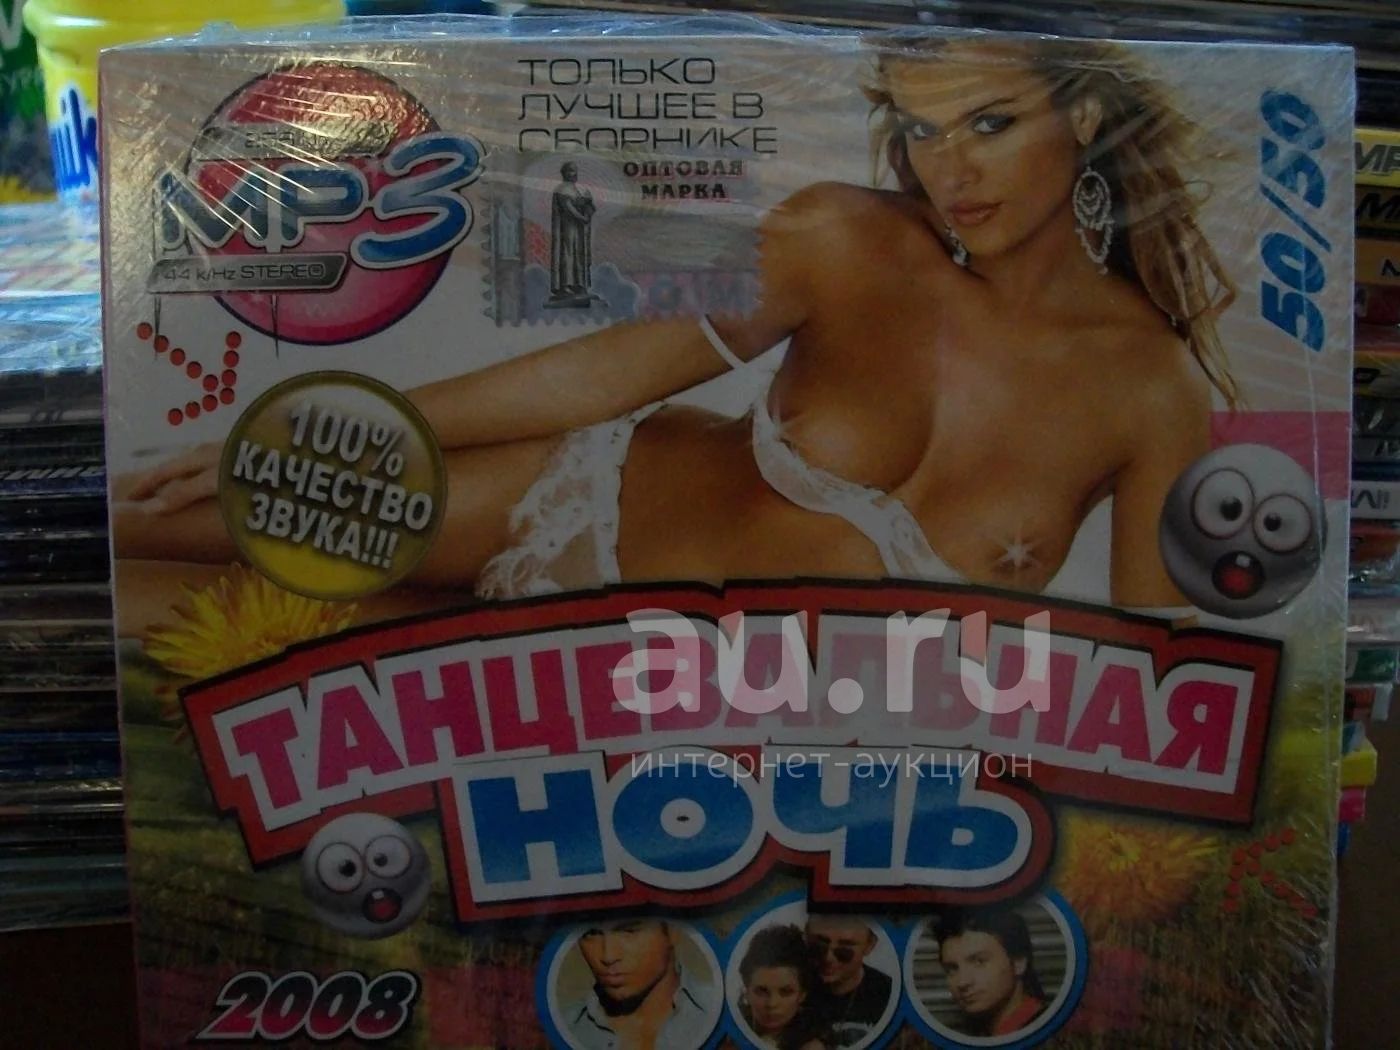 ТОЛЬКО
ЛУЧШЕЕ В
СБОРНИКЕ
MP3
44 kHz STEREO
ОПТОВАЯ
МАРКА
50/50
100%
КАЧЕСТВО
ЗВУКА!!!
au.ru
интернет-аукцион
ТАНЦЕВАЛЬНАЯ
НОЧЬ
2008